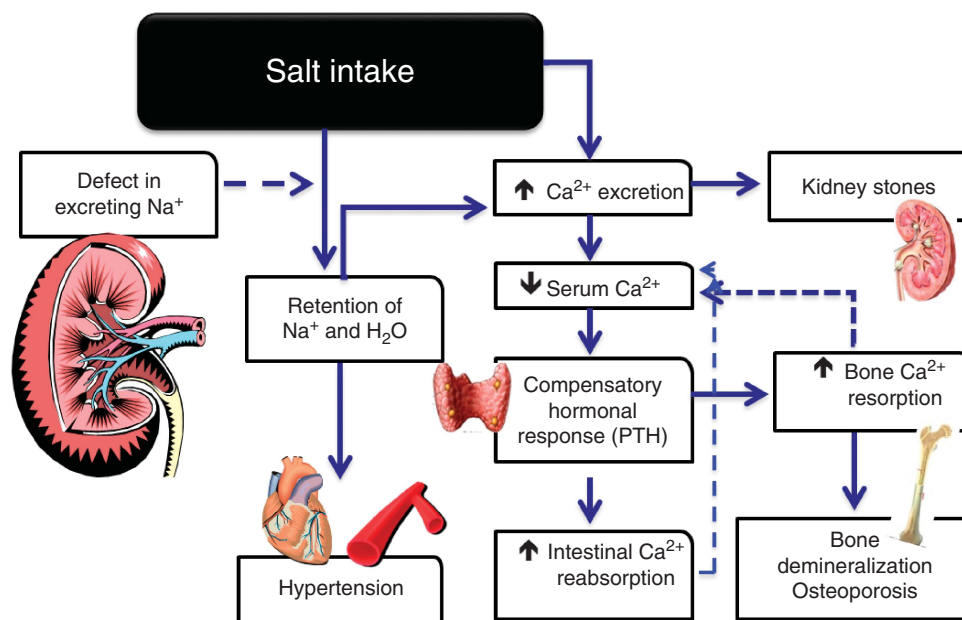 Salt intake
Defect in
excreting Na⁺
🡹 Ca²⁺ excretion
Kidney stones
Retention of
Na⁺ and H₂O
🡻 Serum Ca²⁺
Compensatory
hormonal
response (PTH)
🡹 Bone Ca²⁺
resorption
Hypertension
🡹 Intestinal Ca²⁺
reabsorption
Bone
demineralization
Osteoporosis